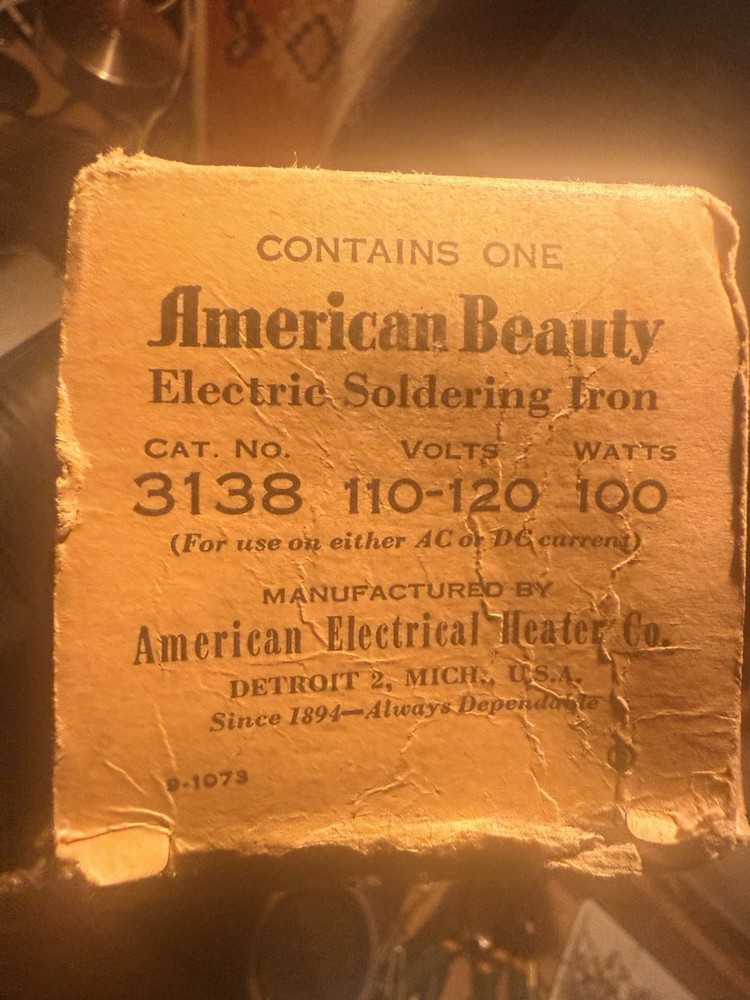 CONTAINS ONE
American Beauty
Electric Soldering Iron
CAT. NO. VOLTS WATTS
3138 110-120 100
(For use on either AC or DC current)
MANUFACTURED BY
American Electrical Heater Co.
DETROIT 2, MICH., U.S.A.
Since 1894—Always Dependable
9-1073